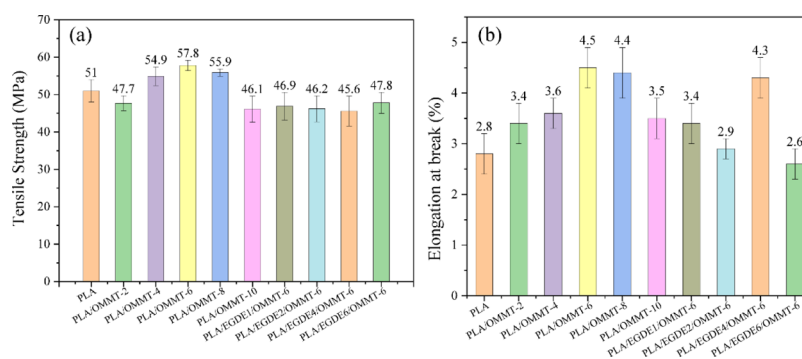 (a)
Tensile Strength (MPa)
70
60
50
40
30
20
10
0
51
47.7
54.9
57.8
55.9
46.1
46.9
46.2
45.6
47.8
PLA
PLA/OMMT-2
PLA/OMMT-4
PLA/OMMT-6
PLA/OMMT-8
PLA/OMMT-10
PLA/EGDE1/OMMT-6
PLA/EGDE2/OMMT-6
PLA/EGDE4/OMMT-6
PLA/EGDE6/OMMT-6
(b)
Elongation at break (%)
5
4
3
2
1
0
2.8
3.4
3.6
4.5
4.4
3.5
3.4
2.9
4.3
2.6
PLA
PLA/OMMT-2
PLA/OMMT-4
PLA/OMMT-6
PLA/OMMT-8
PLA/OMMT-10
PLA/EGDE1/OMMT-6
PLA/EGDE2/OMMT-6
PLA/EGDE4/OMMT-6
PLA/EGDE6/OMMT-6